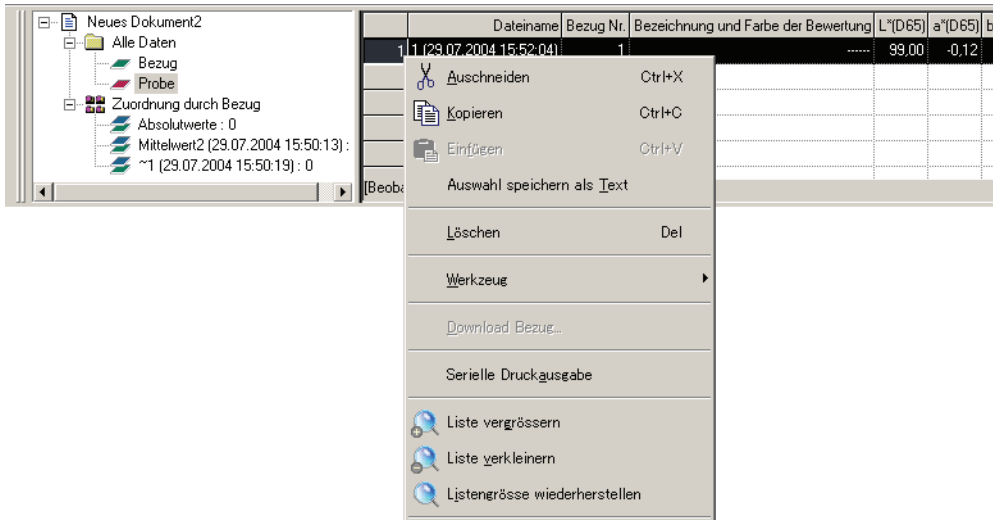 Neues Dokument2
Alle Daten
Bezug
Probe
Zuordnung durch Bezug
Absolutwerte : 0
Mittelwert2 (29.07.2004 15:50:13) :
~1 (29.07.2004 15:50:19) : 0
Dateiname Bezug Nr. Bezeichnung und Farbe der Bewertung L*(D65) a*(D65) b
1 1 (29.07.2004 15:52:04) 1 ------ 99,00 -0,12
[Beoba
Auschneiden Ctrl+X
Kopieren Ctrl+C
Einfügen Ctrl+V
Auswahl speichern als Text
Löschen Del
Werkzeug
Download Bezug...
Serielle Druckausgabe
Liste vergrössern
Liste verkleinern
Listengrösse wiederherstellen